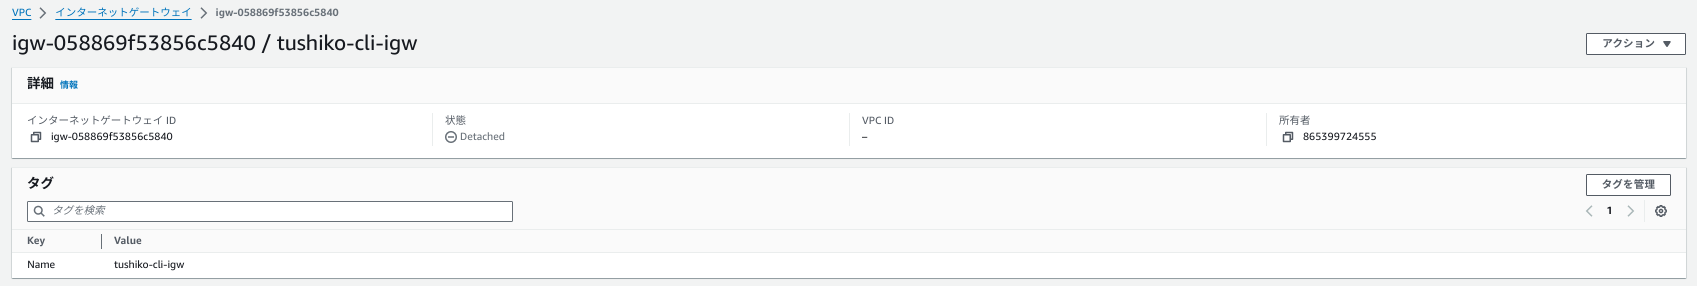 VPC > インターネットゲートウェイ > igw-058869f53856c5840
igw-058869f53856c5840 / tushiko-cli-igw
アクション ▼
詳細 情報
インターネットゲートウェイ ID
igw-058869f53856c5840
状態
Detached
VPC ID
–
所有者
865399724555
タグ
タグを管理
タグを検索
< 1 >
Key Value
Name tushiko-cli-igw